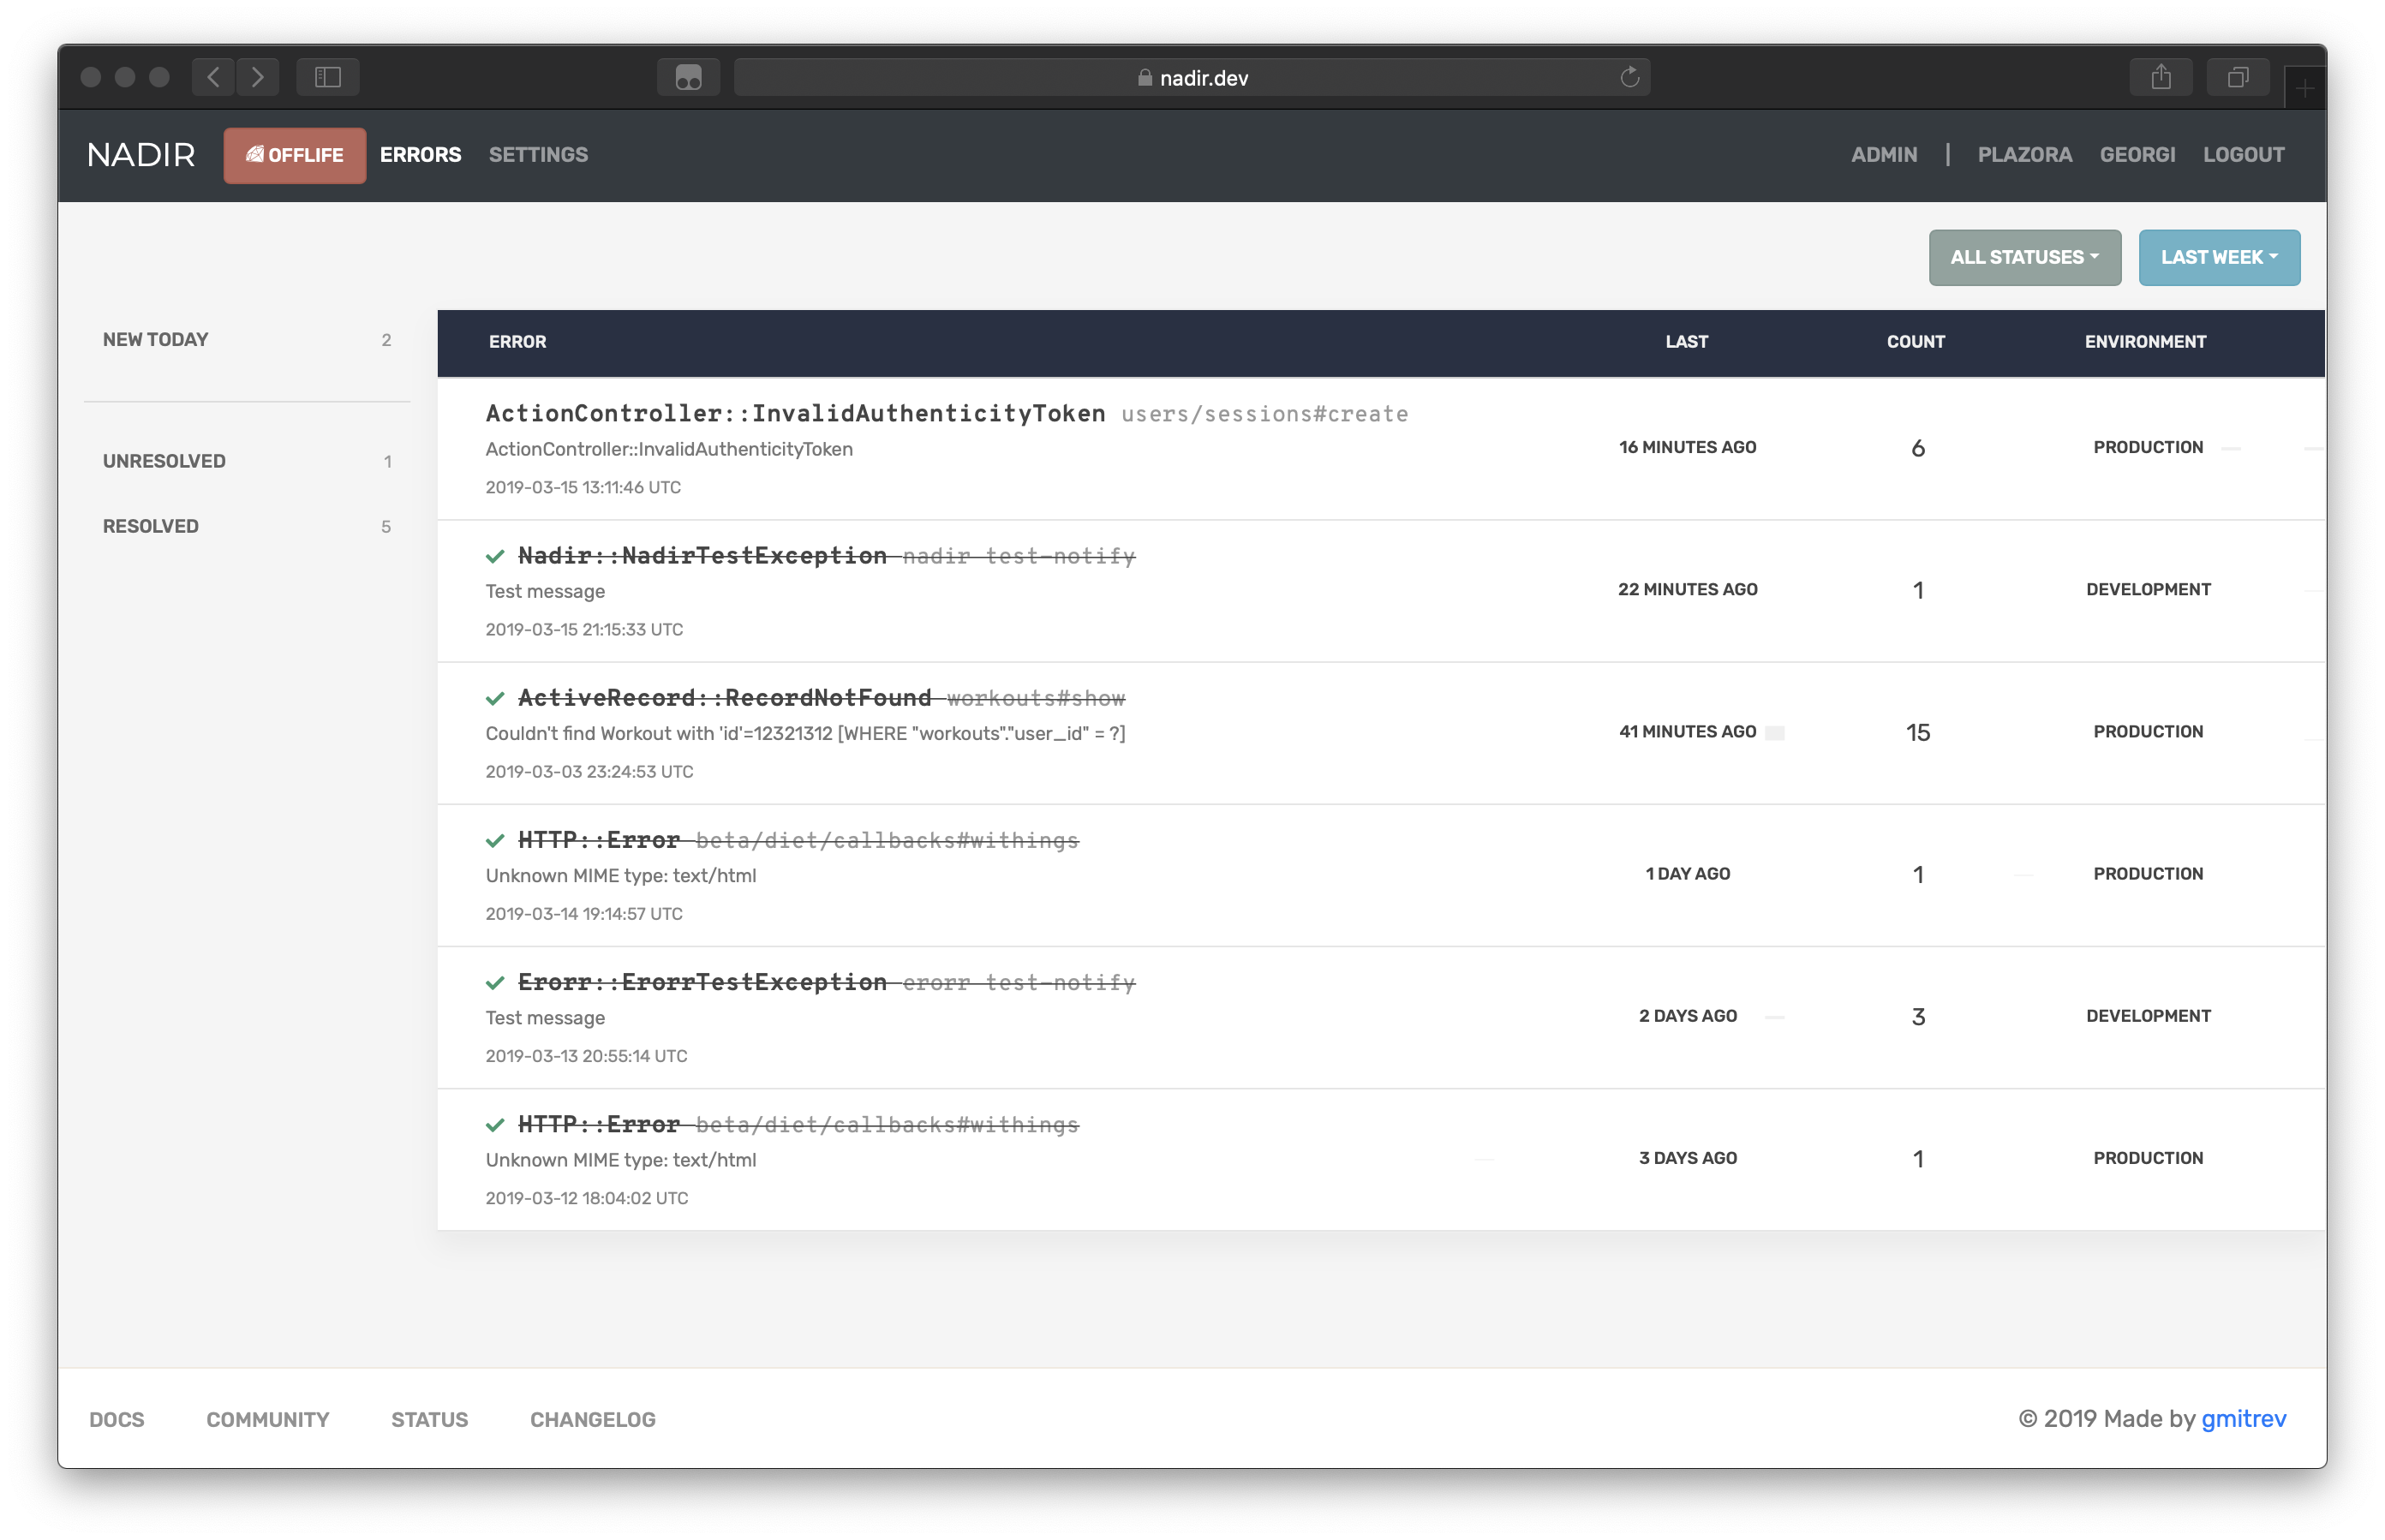 nadir.dev
NADIR OFFLIFE ERRORS SETTINGS ADMIN | PLAZORA GEORGI LOGOUT
ALL STATUSES LAST WEEK
NEW TODAY 2
UNRESOLVED 1
RESOLVED 5
ERROR LAST COUNT ENVIRONMENT
ActionController::InvalidAuthenticityToken users/sessions#create
ActionController::InvalidAuthenticityToken
2019-03-15 13:11:46 UTC
16 MINUTES AGO 6 PRODUCTION
Nadir::NadirTestException nadir test-notify
Test message
2019-03-15 21:15:33 UTC
22 MINUTES AGO 1 DEVELOPMENT
ActiveRecord::RecordNotFound workouts#show
Couldn't find Workout with 'id'=12321312 [WHERE "workouts"."user_id" = ?]
2019-03-03 23:24:53 UTC
41 MINUTES AGO 15 PRODUCTION
HTTP::Error beta/diet/callbacks#withings
Unknown MIME type: text/html
2019-03-14 19:14:57 UTC
1 DAY AGO 1 PRODUCTION
Erorr::ErorrTestException erorr test-notify
Test message
2019-03-13 20:55:14 UTC
2 DAYS AGO 3 DEVELOPMENT
HTTP::Error beta/diet/callbacks#withings
Unknown MIME type: text/html
2019-03-12 18:04:02 UTC
3 DAYS AGO 1 PRODUCTION
DOCS COMMUNITY STATUS CHANGELOG © 2019 Made by gmitrev